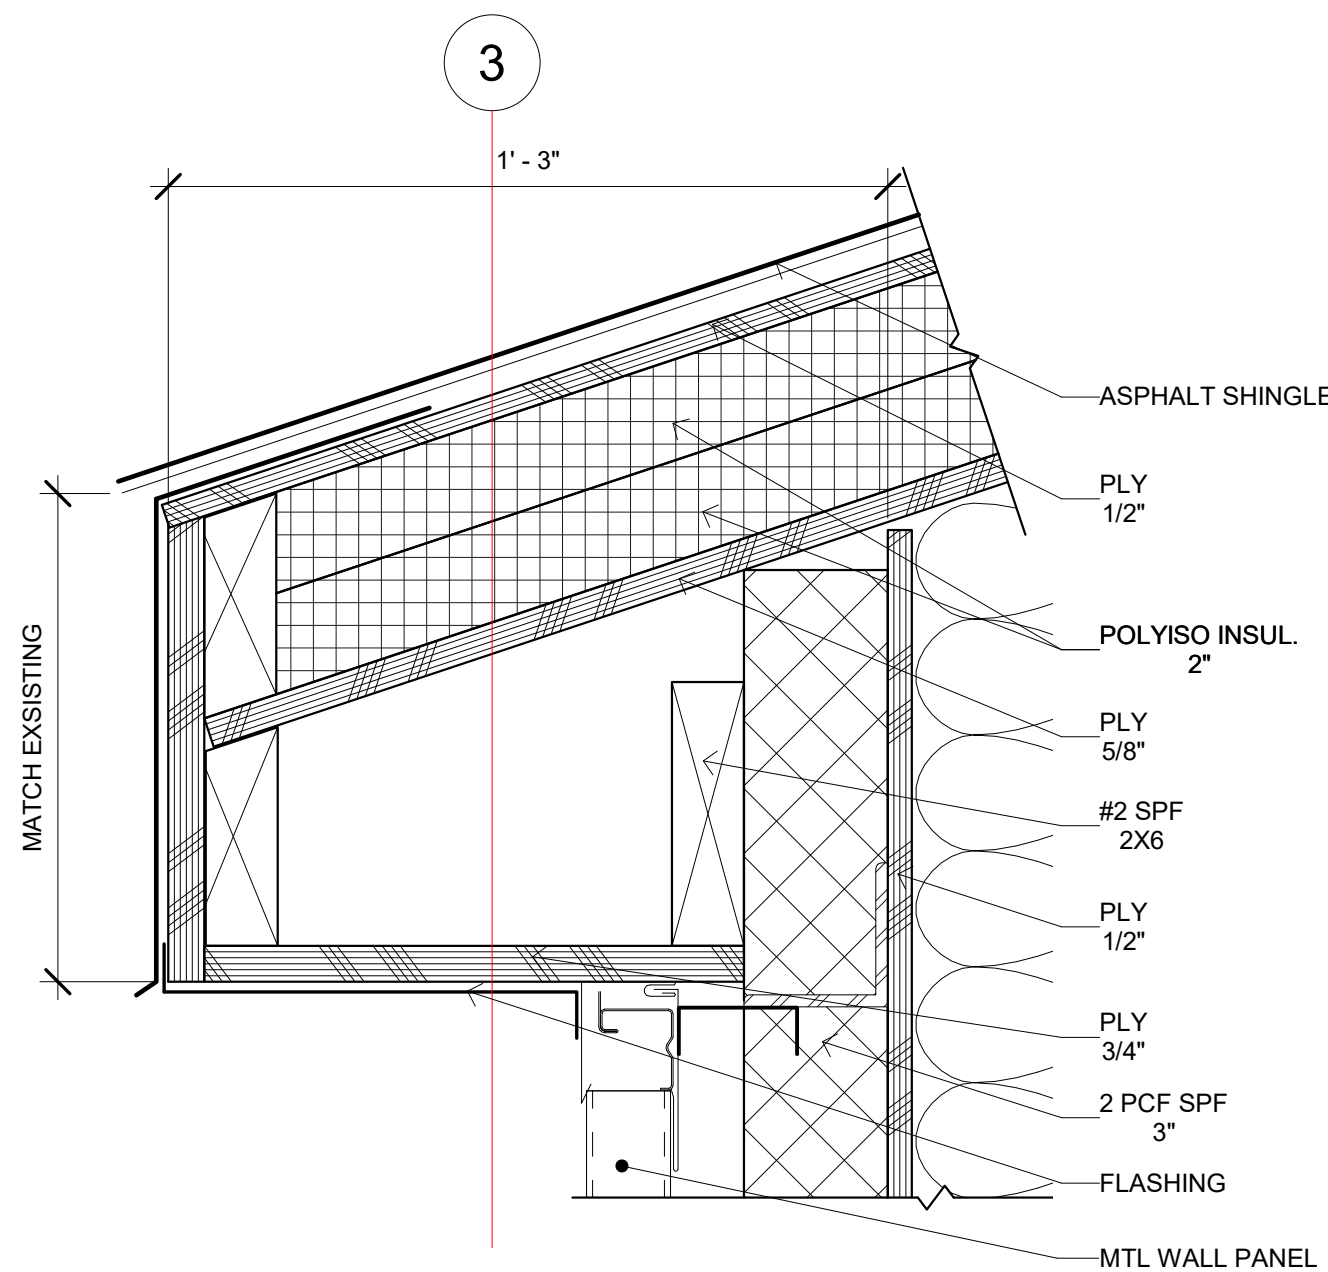 3
1' - 3"
ASPHALT SHINGLE
PLY
1/2"
POLYISO INSUL.
2"
PLY
5/8"
#2 SPF
2X6
PLY
1/2"
PLY
3/4"
2 PCF SPF
3"
FLASHING
MTL WALL PANEL
MATCH EXSISTING